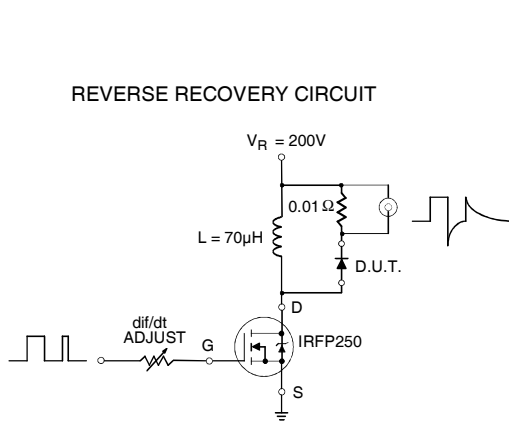 REVERSE RECOVERY CIRCUIT
VR = 200V
0.01 Ω
L = 70µH
D.U.T.
D
dif/dt
ADJUST
G
IRFP250
S